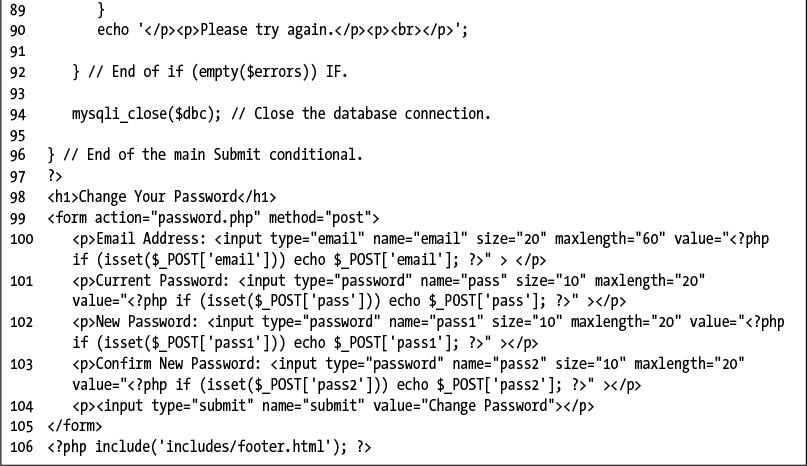 89 }
90 echo '</p><p>Please try again.</p><p><br></p>';
91
92 } // End of if (empty($errors)) IF.
93
94 mysqli_close($dbc); // Close the database connection.
95
96 } // End of the main Submit conditional.
97 ?>
98 <h1>Change Your Password</h1>
99 <form action="password.php" method="post">
100 <p>Email Address: <input type="email" name="email" size="20" maxlength="60" value="<?php
if (isset($_POST['email'])) echo $_POST['email']; ?>" > </p>
101 <p>Current Password: <input type="password" name="pass" size="10" maxlength="20"
value="<?php if (isset($_POST['pass'])) echo $_POST['pass']; ?>" ></p>
102 <p>New Password: <input type="password" name="pass1" size="10" maxlength="20" value="<?php
if (isset($_POST['pass1'])) echo $_POST['pass1']; ?>" ></p>
103 <p>Confirm New Password: <input type="password" name="pass2" size="10" maxlength="20"
value="<?php if (isset($_POST['pass2'])) echo $_POST['pass2']; ?>" ></p>
104 <p><input type="submit" name="submit" value="Change Password"></p>
105 </form>
106 <?php include('includes/footer.html'); ?>